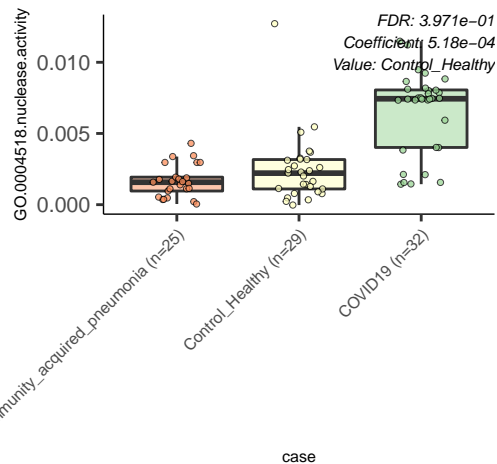 FDR: 3.971e−01
Coefficient: 5.18e−04
Value: Control_Healthy
GO.0004518.nuclease.activity
0.010
0.005
0.000
munity_acquired_pneumonia (n=25)
Control_Healthy (n=29)
COVID19 (n=32)
case